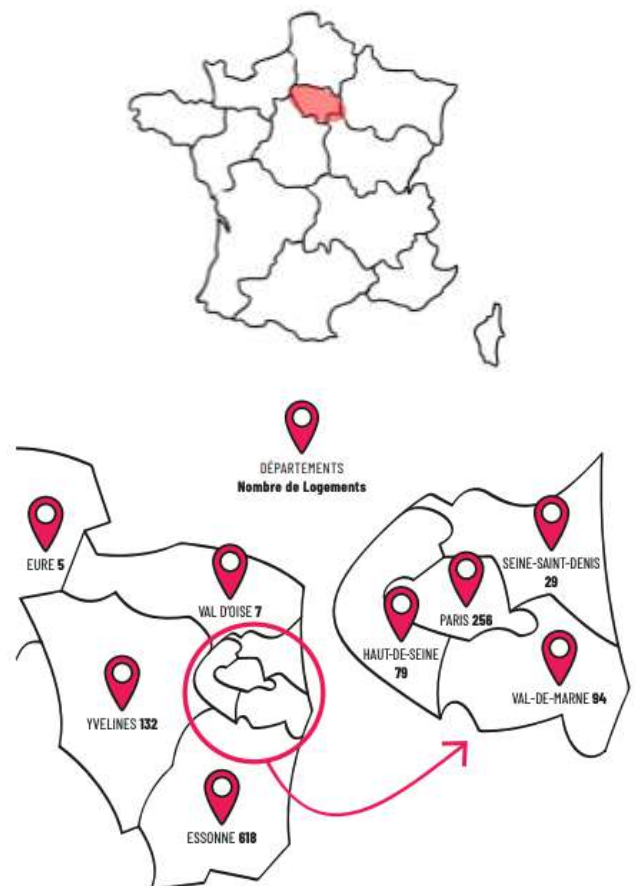 DÉPARTEMENTS
Nombre de Logements
EURE 5
VAL D'OISE 7
YVELINES 132
ESSONNE 618
SEINE-SAINT-DENIS
29
PARIS 256
HAUT-DE-SEINE
79
VAL-DE-MARNE 94